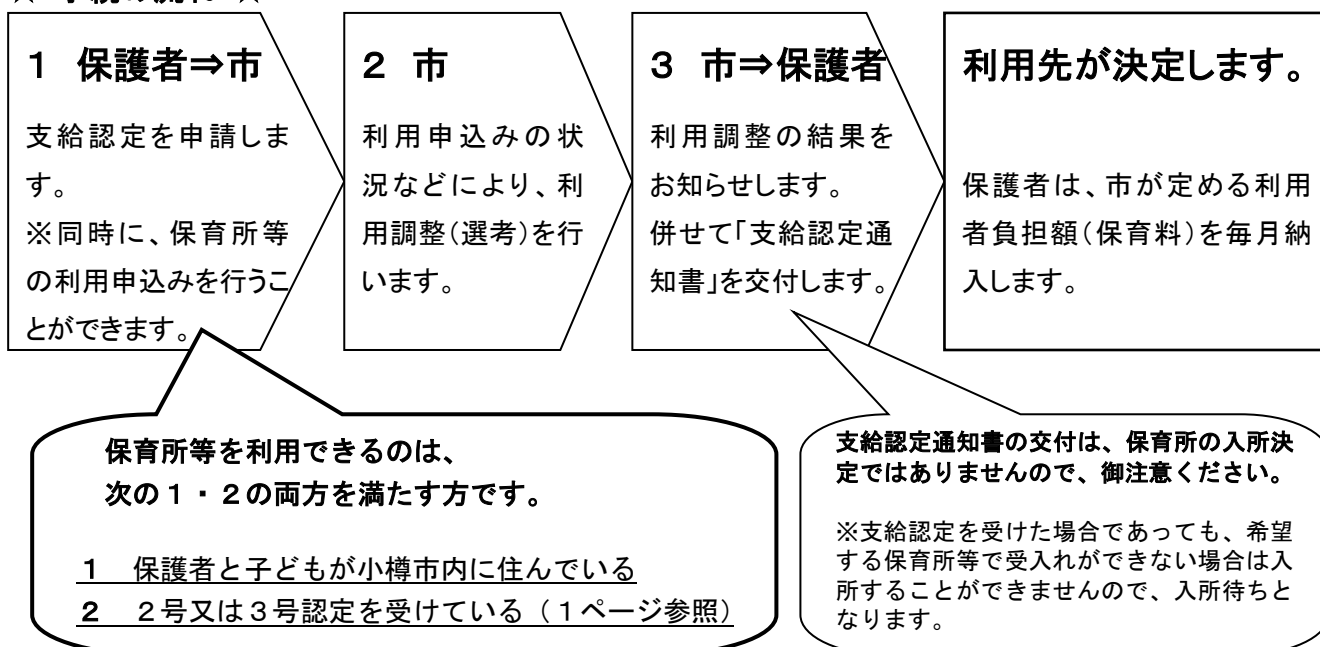 1 保護者⇒市
支給認定を申請しま
す。
※同時に、保育所等
の利用申込みを行うこ
とができます。
2 市
利用申込みの状
況などにより、利
用調整(選考)を行
います。
3 市⇒保護者
利用調整の結果を
お知らせします。
併せて「支給認定通
知書」を交付します。
利用先が決定します。
保護者は、市が定める利用
者負担額(保育料)を毎月納
入します。
保育所等を利用できるのは、
次の1・2の両方を満たす方です。
1 保護者と子どもが小樽市内に住んでいる
2 2号又は3号認定を受けている(1ページ参照)
支給認定通知書の交付は、保育所の入所決
定ではありませんので、御注意ください。
※支給認定を受けた場合であっても、希望
する保育所等で受入れができない場合は入
所することができませんので、入所待ちと
なります。